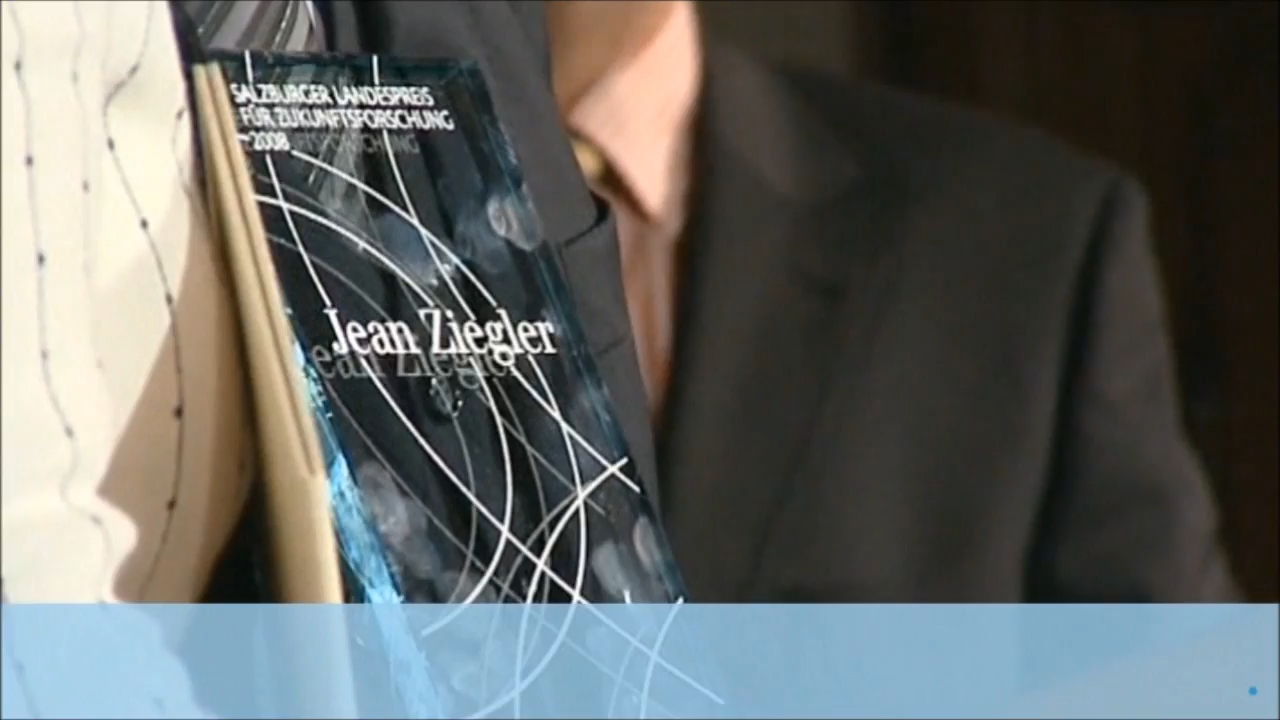 SALZBURGER LANDESPREIS
FÜR ZUKUNFTSFORSCHUNG
2008
Jean Ziegler